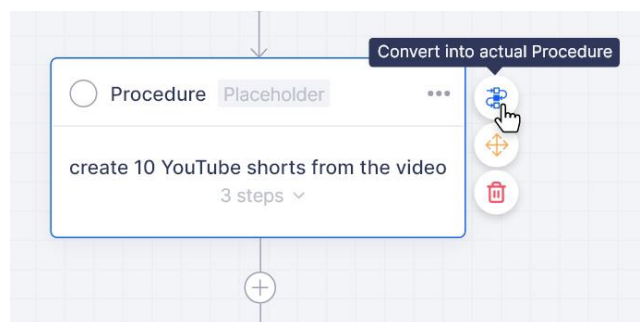 Convert into actual Procedure
Procedure Placeholder
create 10 YouTube shorts from the video
3 steps